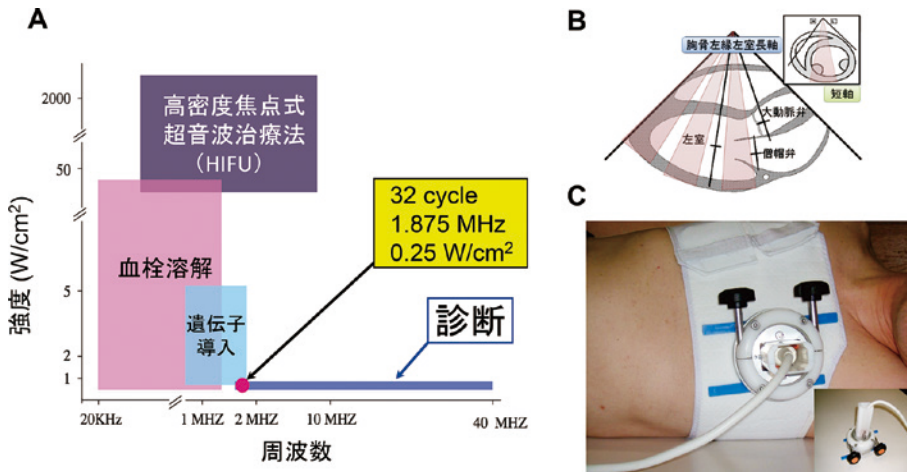 A
強度 (W/cm²)
2000
50
5
2
1
高密度焦点式
超音波治療法
（HIFU）
血栓溶解
遺伝子
導入
32 cycle
1.875 MHz
0.25 W/cm²
診断
20KHz
1 MHZ
2 MHZ
10 MHZ
40 MHZ
周波数
B
胸骨左縁左室長軸
短軸
大動脈弁
左室
僧帽弁
C